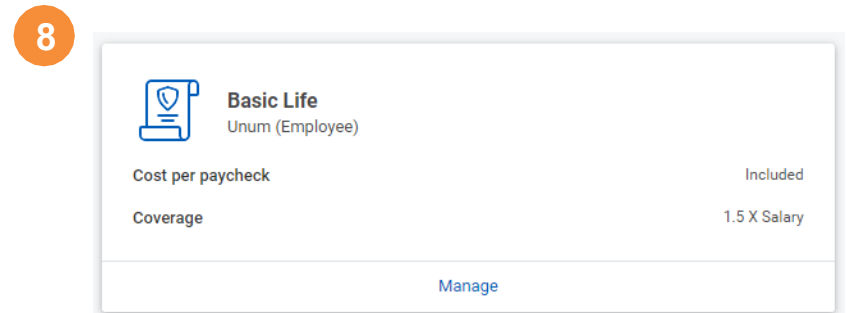 8
Basic Life
Unum (Employee)
Cost per paycheck Included
Coverage 1.5 X Salary
Manage